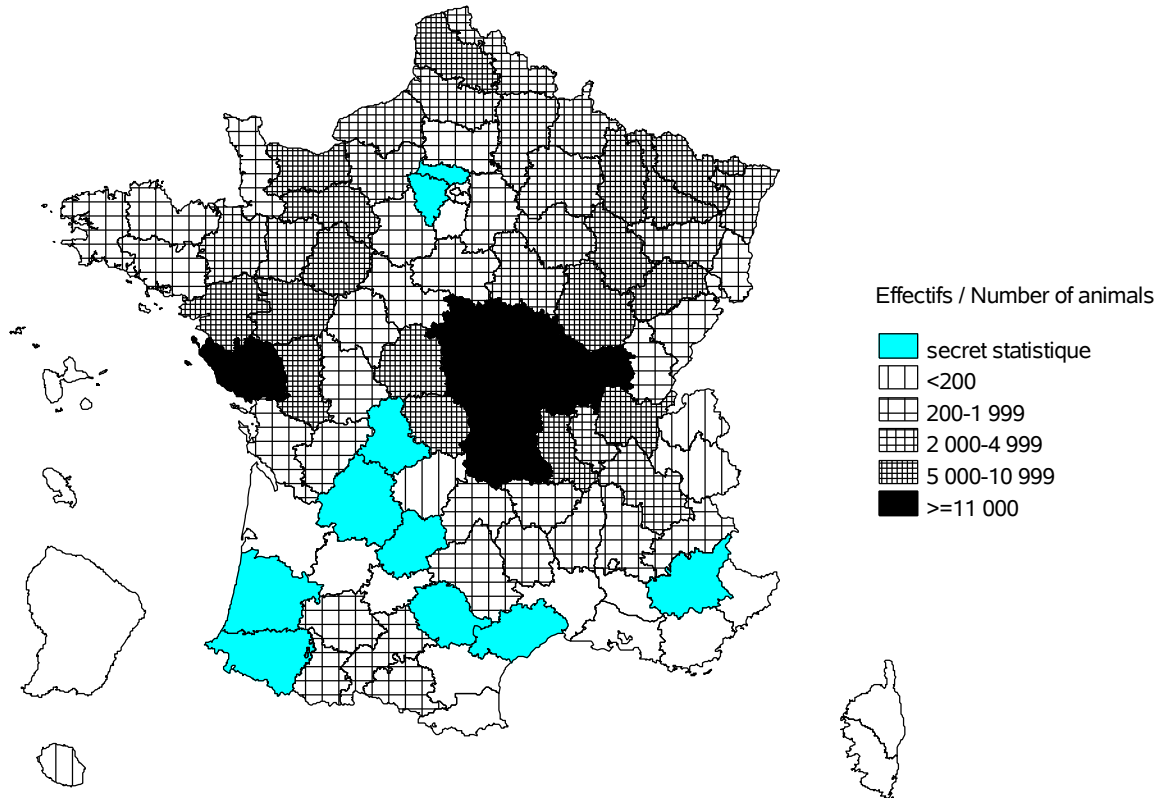 Effectifs / Number of animals
secret statistique
<200
200-1 999
2 000-4 999
5 000-10 999
>=11 000